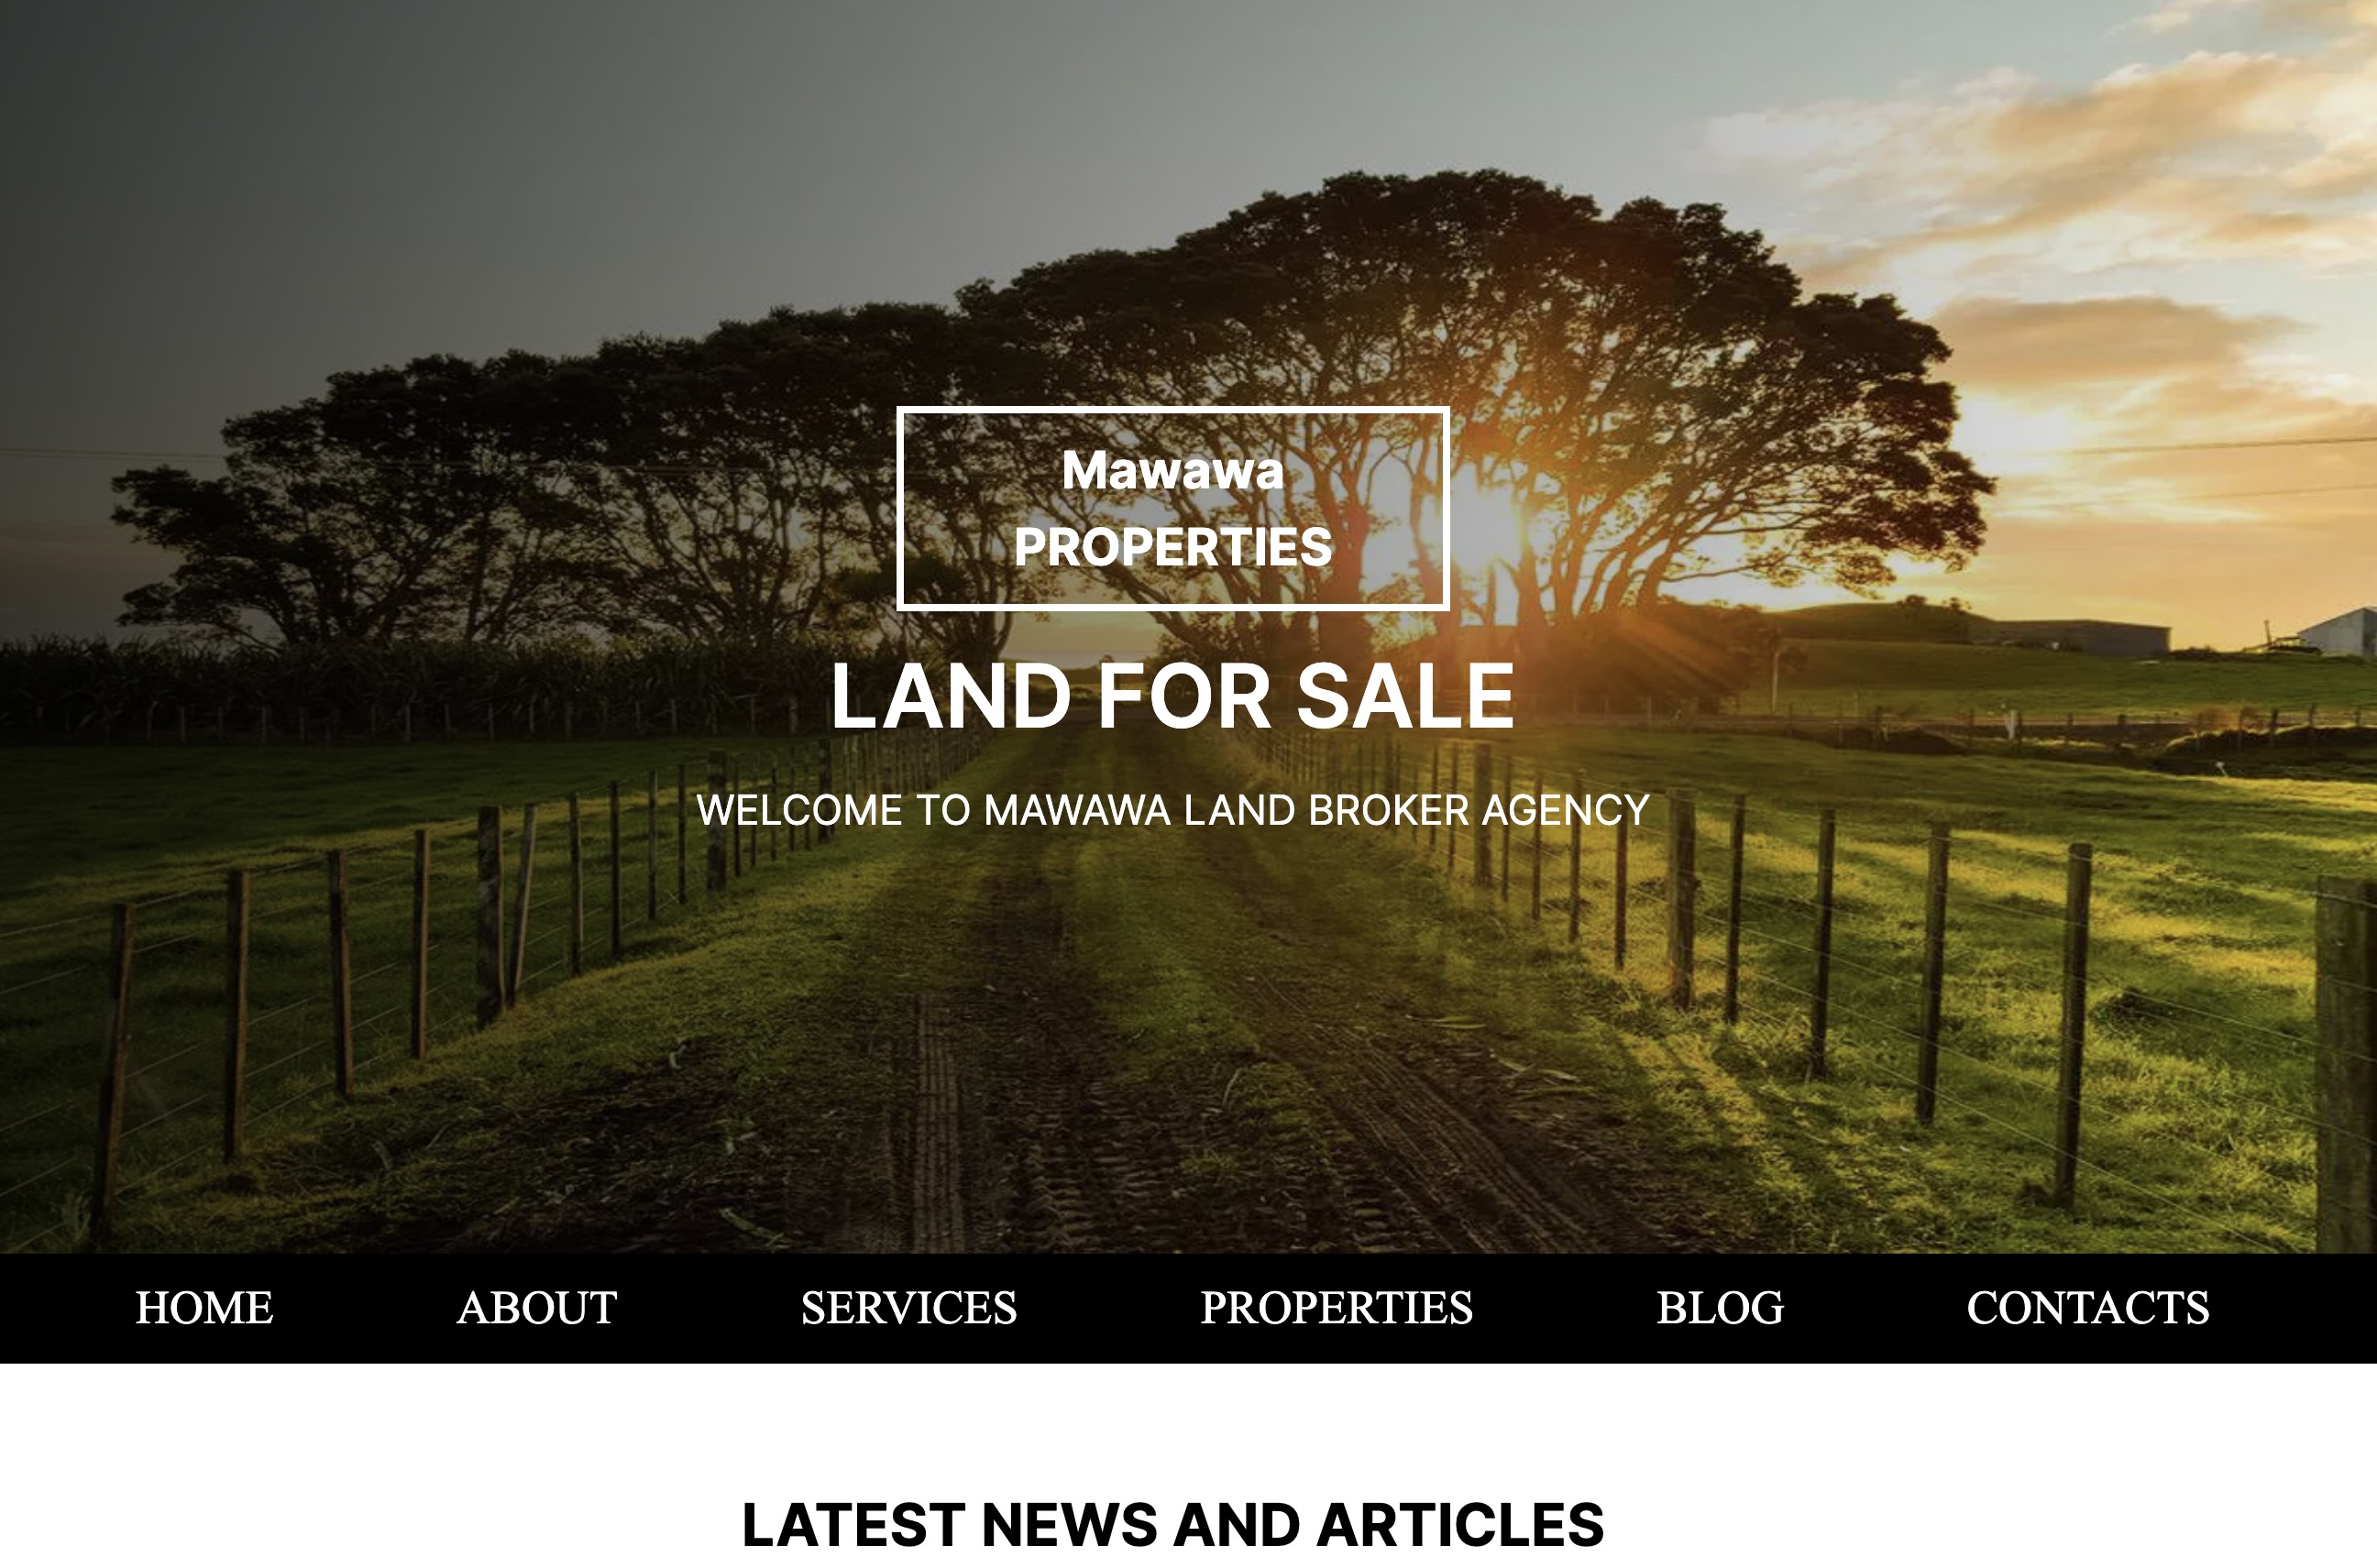 Mawawa
PROPERTIES
LAND FOR SALE
WELCOME TO MAWAWA LAND BROKER AGENCY
HOME ABOUT SERVICES PROPERTIES BLOG CONTACTS
LATEST NEWS AND ARTICLES